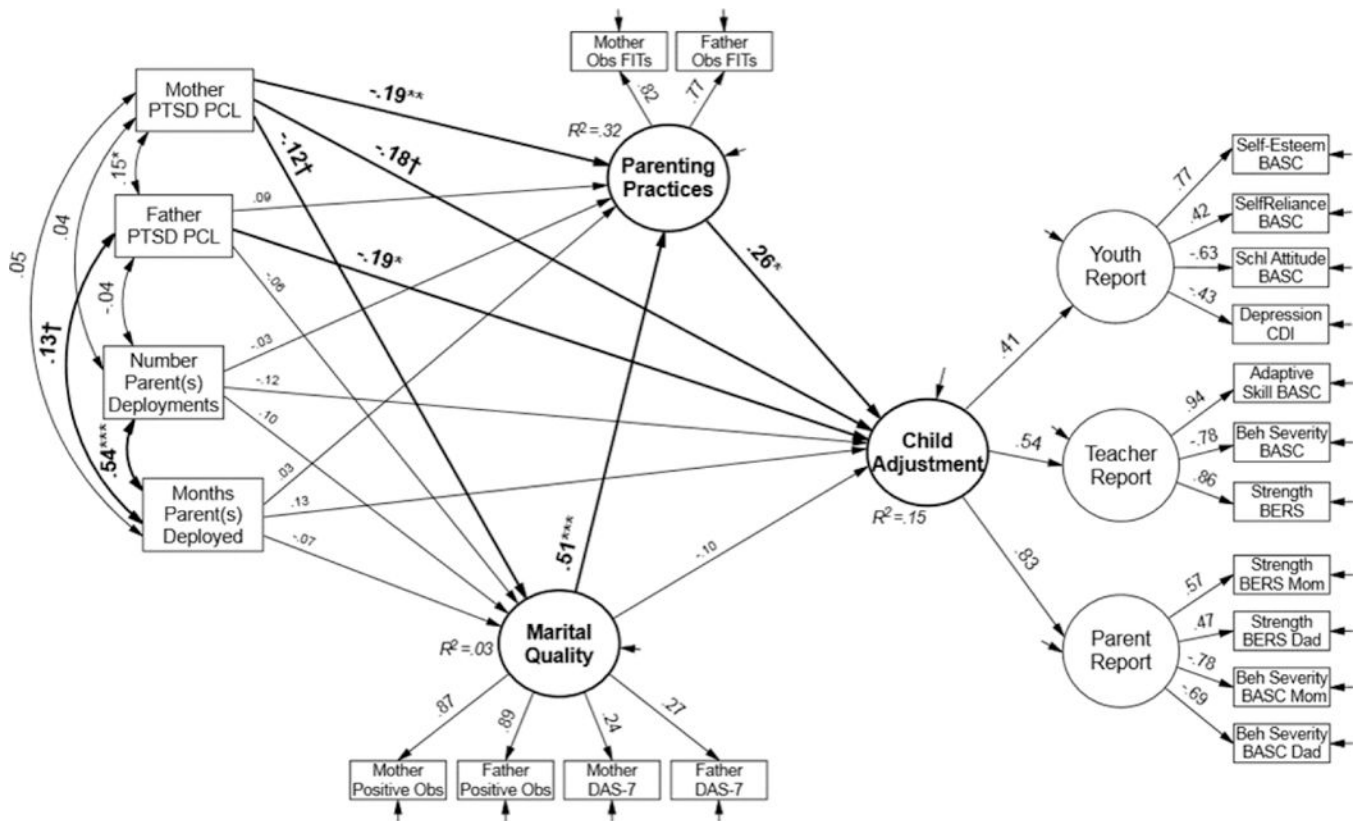 Mother
Obs FITs
Father
Obs FITs
.82
.77
R²=.32
Parenting
Practices
Mother
PTSD PCL
Father
PTSD PCL
Number
Parent(s)
Deployments
Months
Parent(s)
Deployed
.05
.04
.15*
-.04
.13†
.54***
-.19**
-.18†
-.12†
.09
-.19*
-.06
-.03
-.12
.10
.03
.13
-.07
.51***
.26*
-.10
Child
Adjustment
R²=.15
Marital
Quality
R²=.03
.87
.89
.24
.27
Mother
Positive Obs
Father
Positive Obs
Mother
DAS-7
Father
DAS-7
.41
.54
.83
Youth
Report
.77
.42
-.63
-.43
Self-Esteem
BASC
SelfReliance
BASC
Schl Attitude
BASC
Depression
CDI
Teacher
Report
.94
-.78
.86
Adaptive
Skill BASC
Beh Severity
BASC
Strength
BERS
Parent
Report
.57
.47
-.78
-.69
Strength
BERS Mom
Strength
BERS Dad
Beh Severity
BASC Mom
Beh Severity
BASC Dad